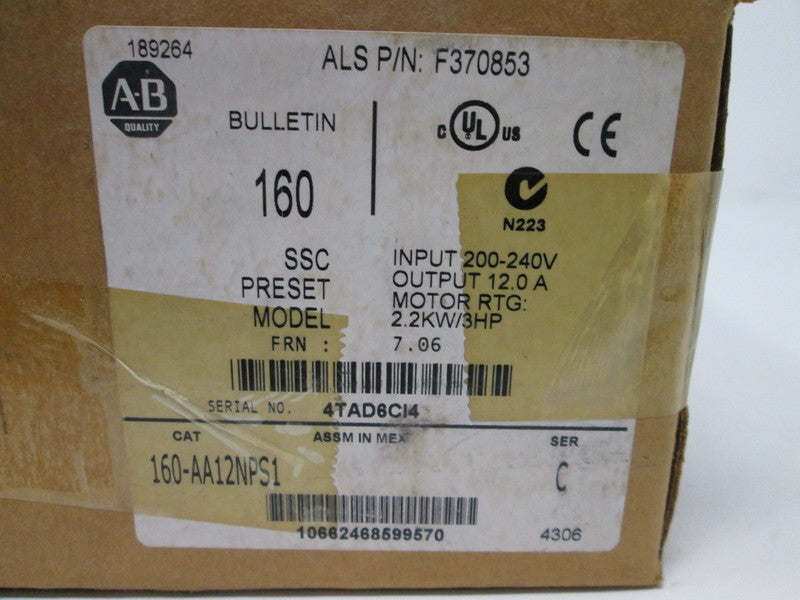 189264
ALS P/N: F370853
A-B
QUALITY
BULLETIN
160
C UL US
CE
N223
SSC
PRESET
MODEL
INPUT 200-240V
OUTPUT 12.0 A
MOTOR RTG:
2.2KW/3HP
FRN : 7.06
SERIAL NO. 4TAD6CI4
CAT
ASSM IN MEX
SER
160-AA12NPS1
C
10662468599570
4306